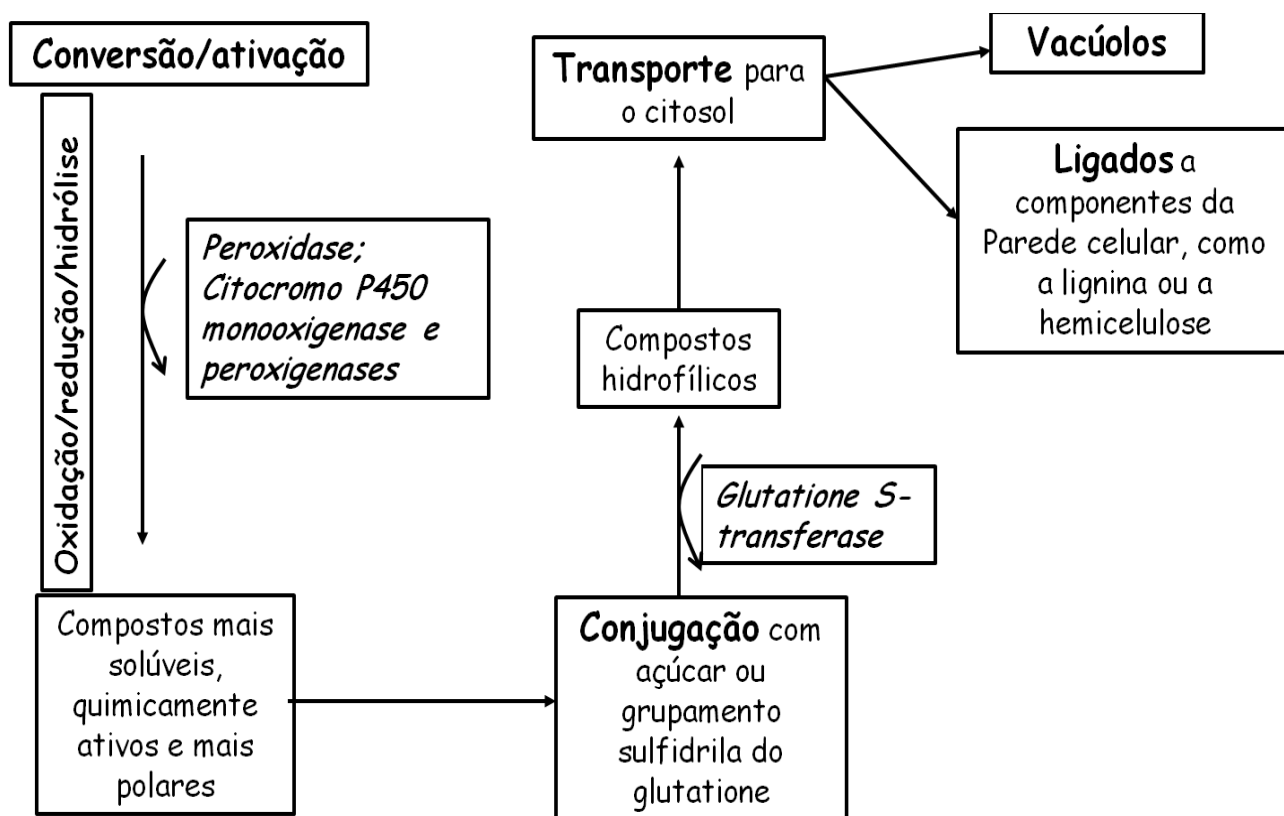 Conversão/ativação
Oxidação/redução/hidrólise
Peroxidase;
Citocromo P450
monooxigenase e
peroxigenases
Compostos mais
solúveis,
quimicamente
ativos e mais
polares
Conjugação com
açúcar ou
grupamento
sulfidrila do
glutatione
Glutatione S-
transferase
Compostos
hidrofílicos
Transporte para
o citosol
Vacúolos
Ligados a
componentes da
Parede celular, como
a lignina ou a
hemicelulose